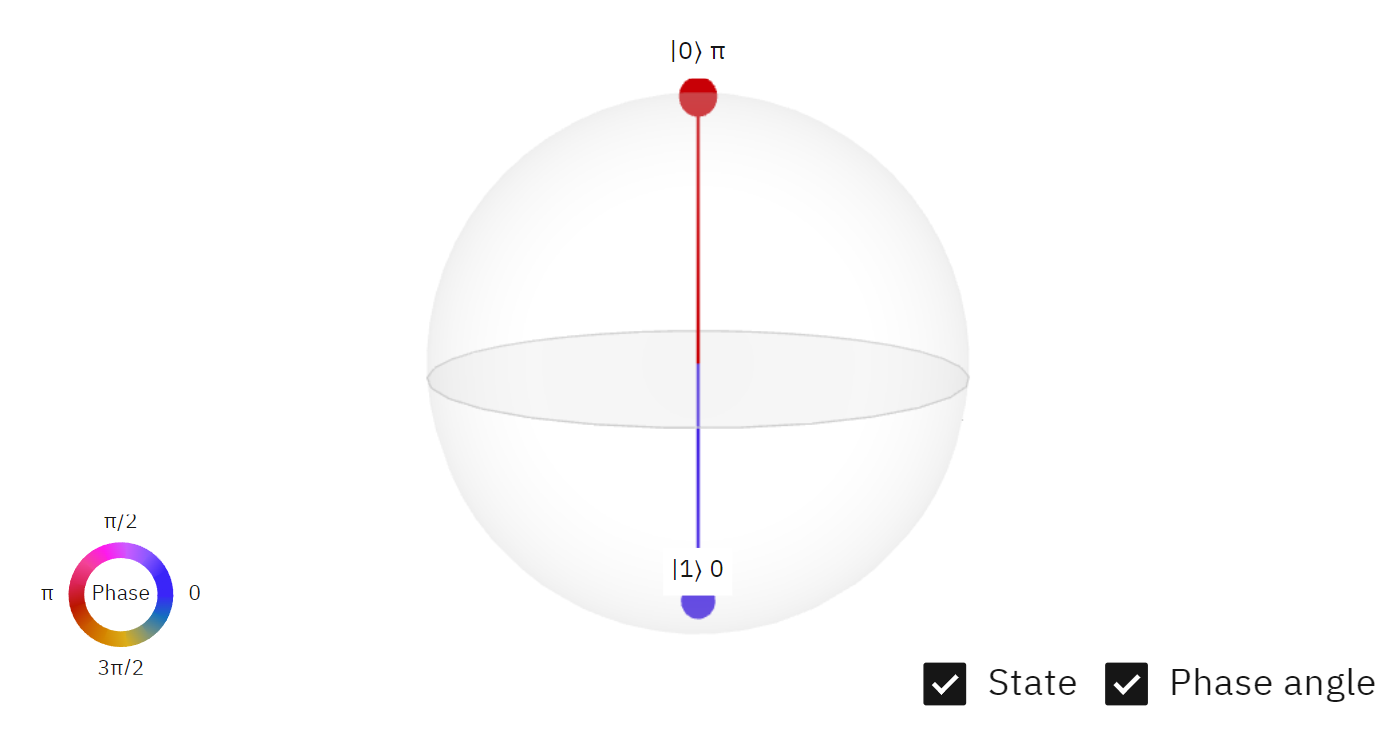 |0⟩ π
|1⟩ 0
π/2
π
Phase
0
3π/2
State
Phase angle